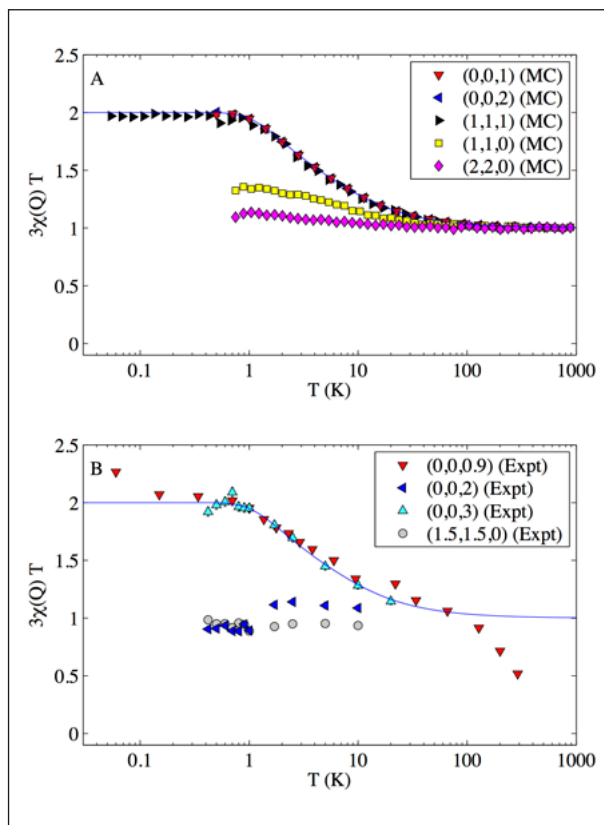 A
2.5
2
1.5
1
0.5
0
3χ(Q) T
(0,0,1) (MC)
(0,0,2) (MC)
(1,1,1) (MC)
(1,1,0) (MC)
(2,2,0) (MC)
0.1 1 10 100 1000
T (K)
B
2.5
2
1.5
1
0.5
0
3χ(Q) T
(0,0,0.9) (Expt)
(0,0,2) (Expt)
(0,0,3) (Expt)
(1.5,1.5,0) (Expt)
0.1 1 10 100 1000
T (K)